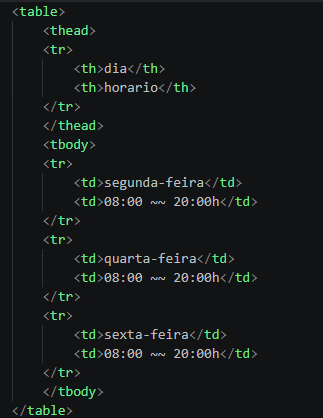 <table>
<thead>
<tr>
<th>dia</th>
<th>horario</th>
</tr>
</thead>
<tbody>
<tr>
<td>segunda-feira</td>
<td>08:00 ~~ 20:00h</td>
</tr>
<tr>
<td>quarta-feira</td>
<td>08:00 ~~ 20:00h</td>
</tr>
<tr>
<td>sexta-feira</td>
<td>08:00 ~~ 20:00h</td>
</tr>
</tbody>
</table>